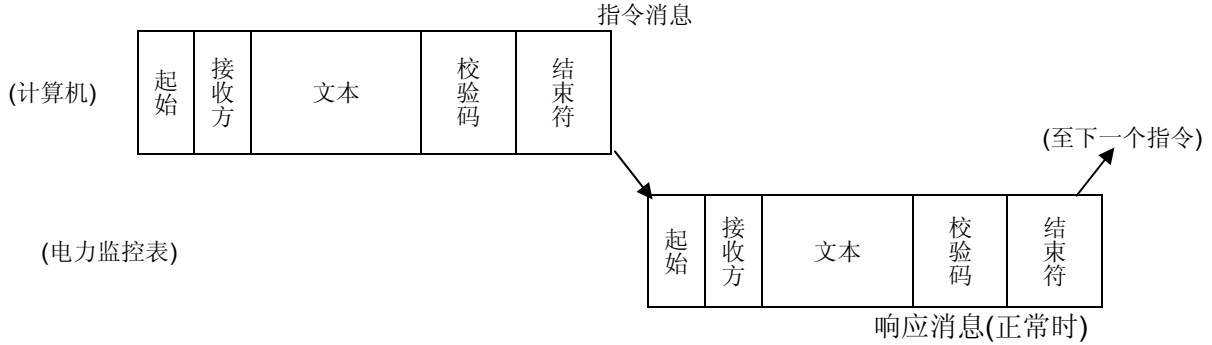 指令消息
(计算机)
起始
接收方
文本
校验码
结束符
(至下一个指令)
(电力监控表)
起始
接收方
文本
校验码
结束符
响应消息(正常时)